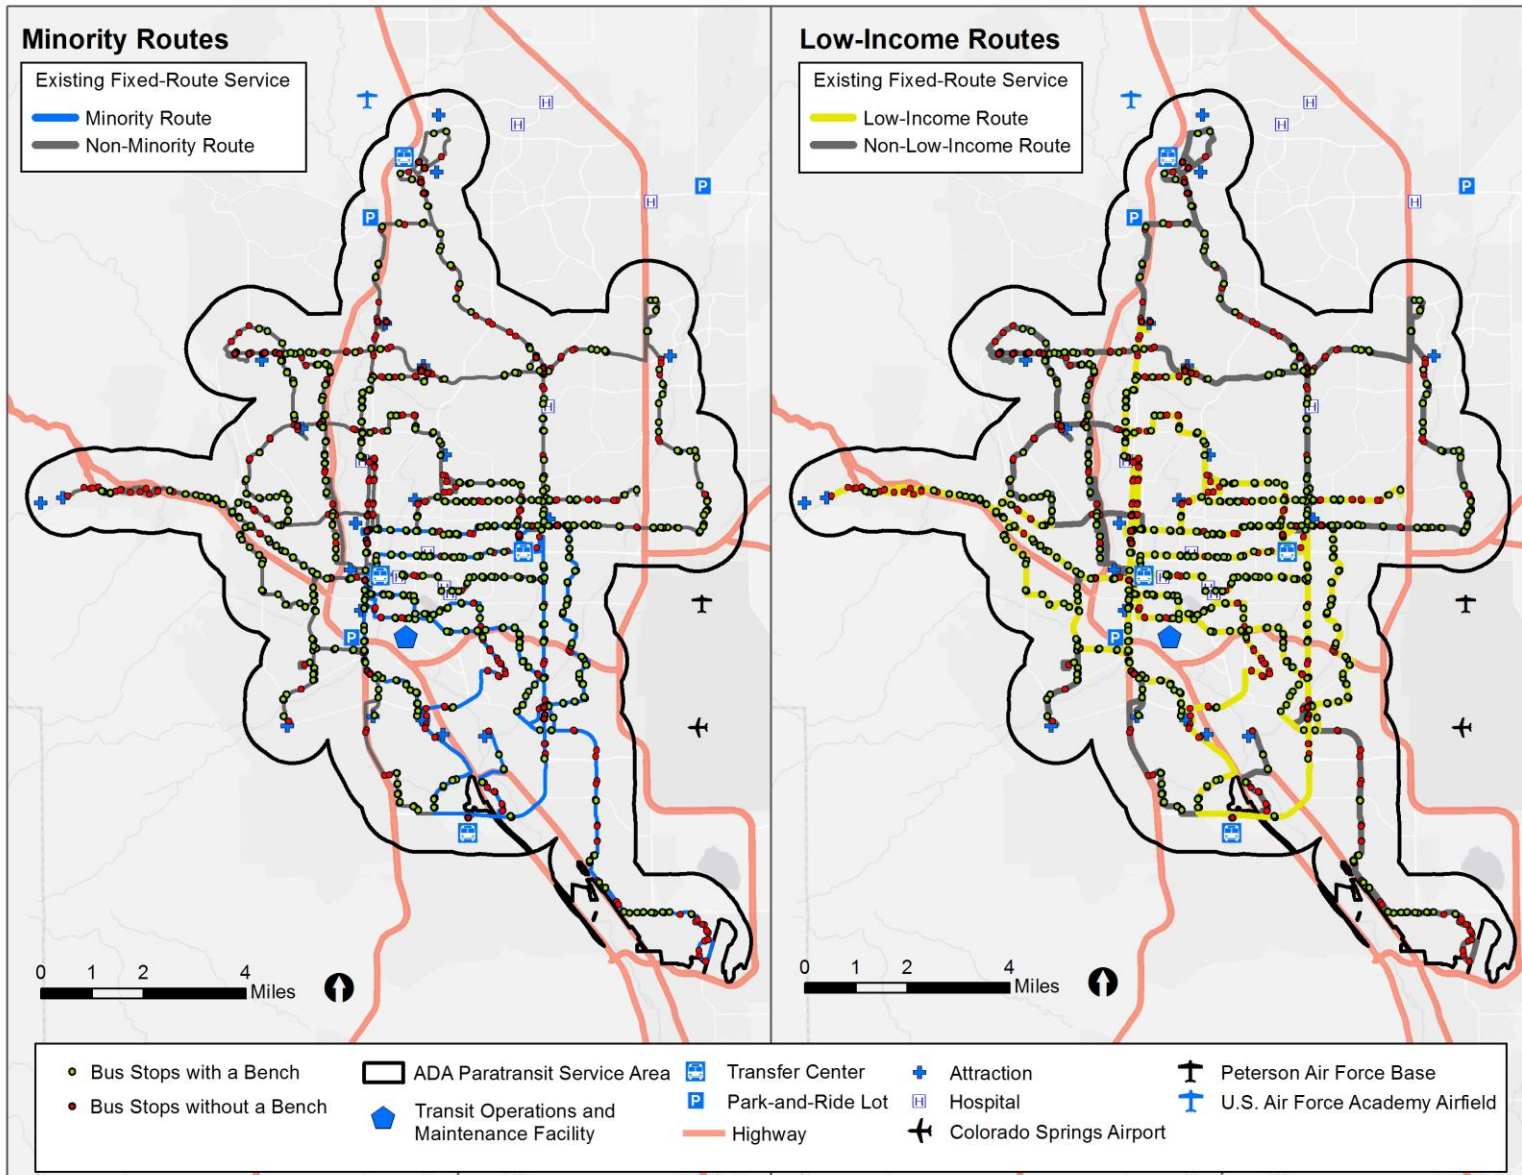 Minority Routes
Existing Fixed-Route Service
Minority Route
Non-Minority Route
Low-Income Routes
Existing Fixed-Route Service
Low-Income Route
Non-Low-Income Route
H
H
H
P
P
H
H
P
H
H
H
H
P
H
H
H
P
H
H
H
H
P
0 1 2 4
Miles
0 1 2 4
Miles
Bus Stops with a Bench
Bus Stops without a Bench
ADA Paratransit Service Area
Transit Operations and
Maintenance Facility
Transfer Center
P Park-and-Ride Lot
Highway
Attraction
H Hospital
Colorado Springs Airport
Peterson Air Force Base
U.S. Air Force Academy Airfield